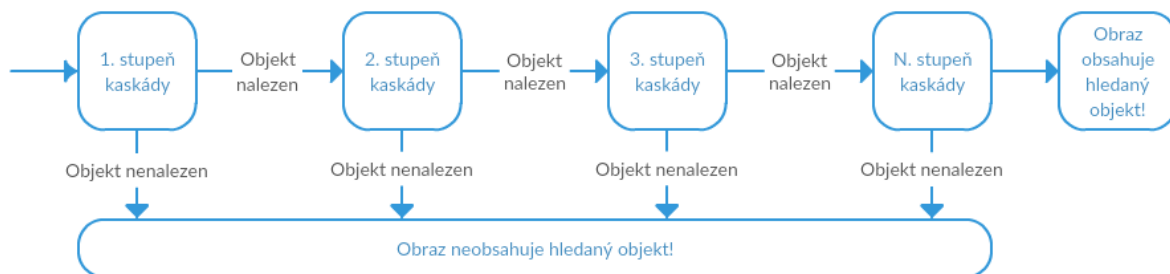 1. stupeň
kaskády
Objekt
nalezen
2. stupeň
kaskády
Objekt
nalezen
3. stupeň
kaskády
Objekt
nalezen
N. stupeň
kaskády
Obraz
obsahuje
hledaný
objekt!
Objekt nenalezen
Objekt nenalezen
Objekt nenalezen
Objekt nenalezen
Obraz neobsahuje hledaný objekt!